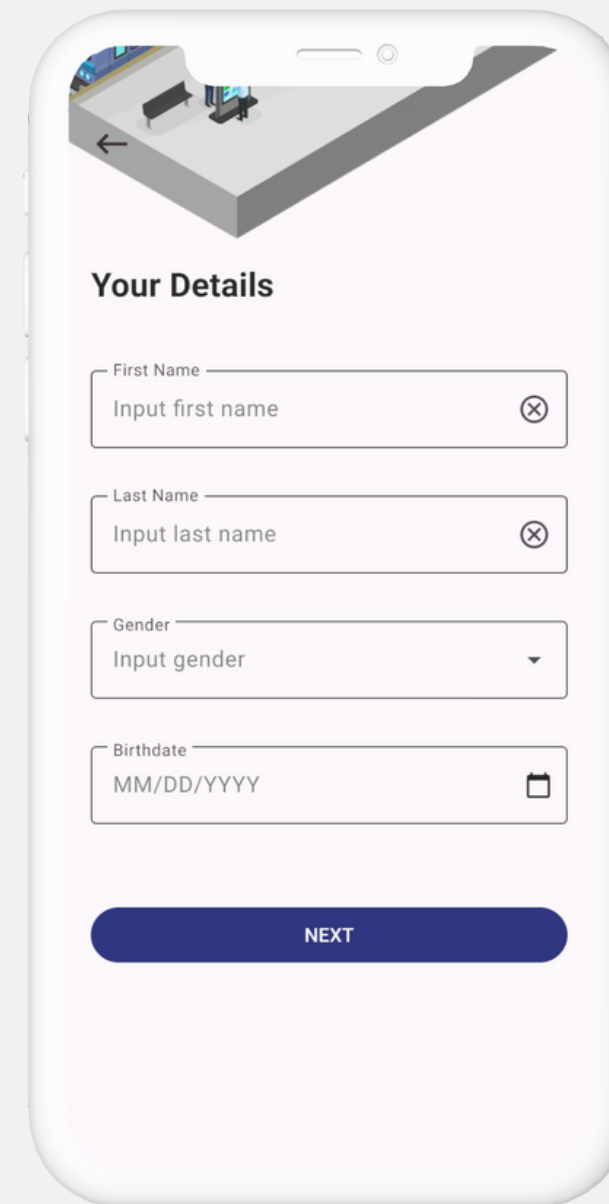 Your Details
First Name
Input first name
Last Name
Input last name
Gender
Input gender
Birthdate
MM/DD/YYYY
NEXT